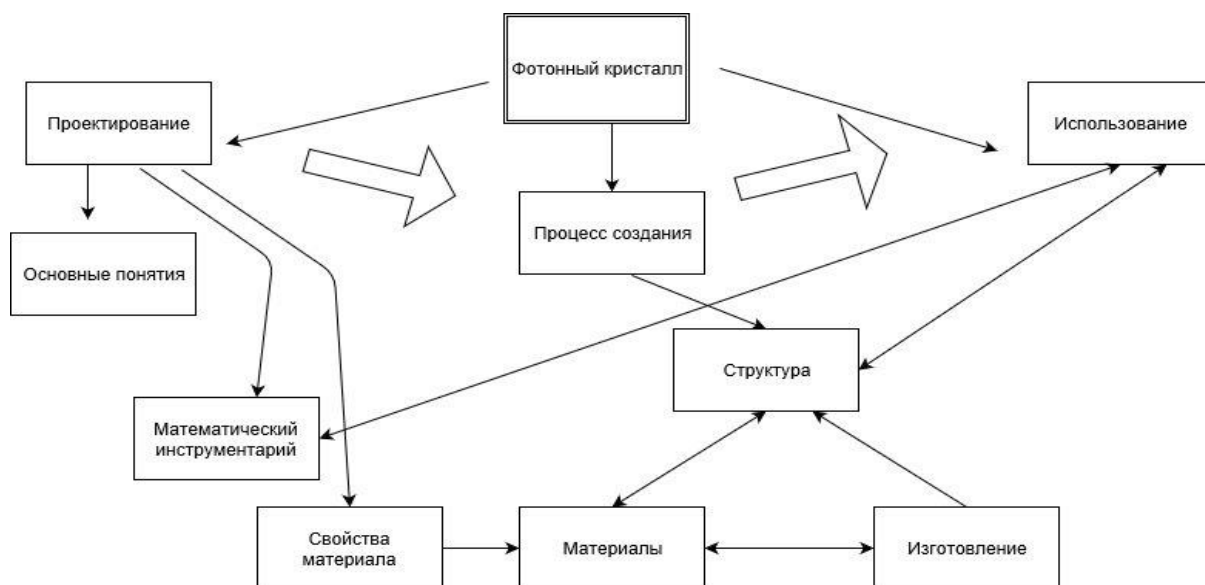 Фотонный кристалл
Проектирование
Использование
Процесс создания
Основные понятия
Структура
Математический
инструментарий
Свойства
материала
Материалы
Изготовление